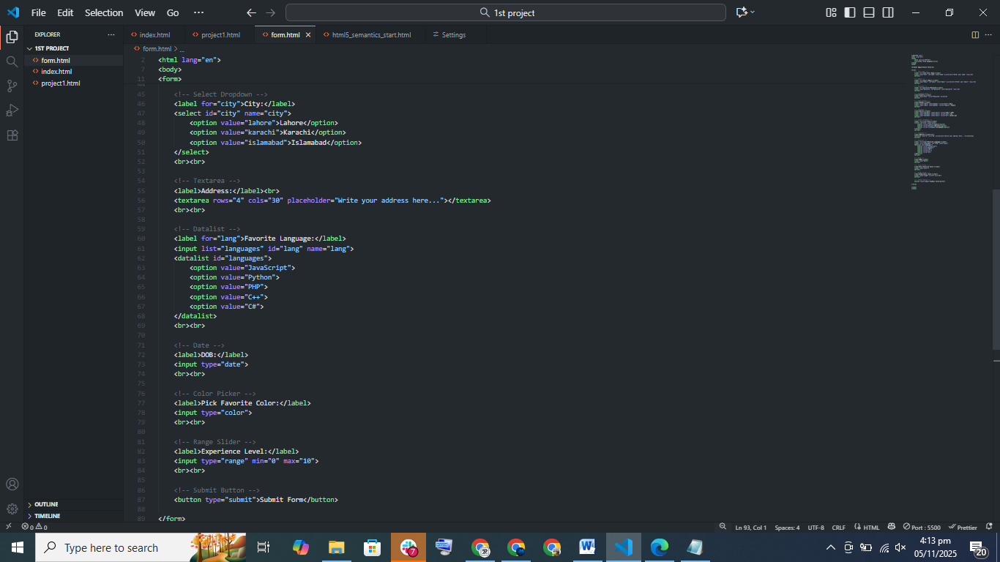 File Edit Selection View Go ··· 1st project
EXPLORER ···
1ST PROJECT
form.html
index.html
project1.html
OUTLINE
TIMELINE
index.html project1.html form.html html5_semantics_start.html Settings
form.html > ...
2 <html lang="en">
7 <body>
11 <form>
44
45 <!-- Select Dropdown -->
46 <label for="city">City:</label>
47 <select id="city" name="city">
48 <option value="lahore">Lahore</option>
49 <option value="karachi">Karachi</option>
50 <option value="islamabad">Islamabad</option>
51 </select>
52 <br><br>
53
54 <!-- Textarea -->
55 <label>Address:</label><br>
56 <textarea rows="4" cols="30" placeholder="Write your address here..."></textarea>
57 <br><br>
58
59 <!-- Datalist -->
60 <label for="lang">Favorite Language:</label>
61 <input list="languages" id="lang" name="lang">
62 <datalist id="languages">
63 <option value="JavaScript">
64 <option value="Python">
65 <option value="PHP">
66 <option value="C++">
67 <option value="C#">
68 </datalist>
69 <br><br>
70
71 <!-- Date -->
72 <label>DOB:</label>
73 <input type="date">
74 <br><br>
75
76 <!-- Color Picker -->
77 <label>Pick Favorite Color:</label>
78 <input type="color">
79 <br><br>
80
81 <!-- Range Slider -->
82 <label>Experience Level:</label>
83 <input type="range" min="0" max="10">
84 <br><br>
85
86 <!-- Submit Button -->
87 <button type="submit">Submit Form</button>
88
89 </form>
0 0 Ln 93, Col 1 Spaces: 4 UTF-8 CRLF HTML Port : 5500 Prettier
Type here to search
7
4:13 pm
05/11/2025
20